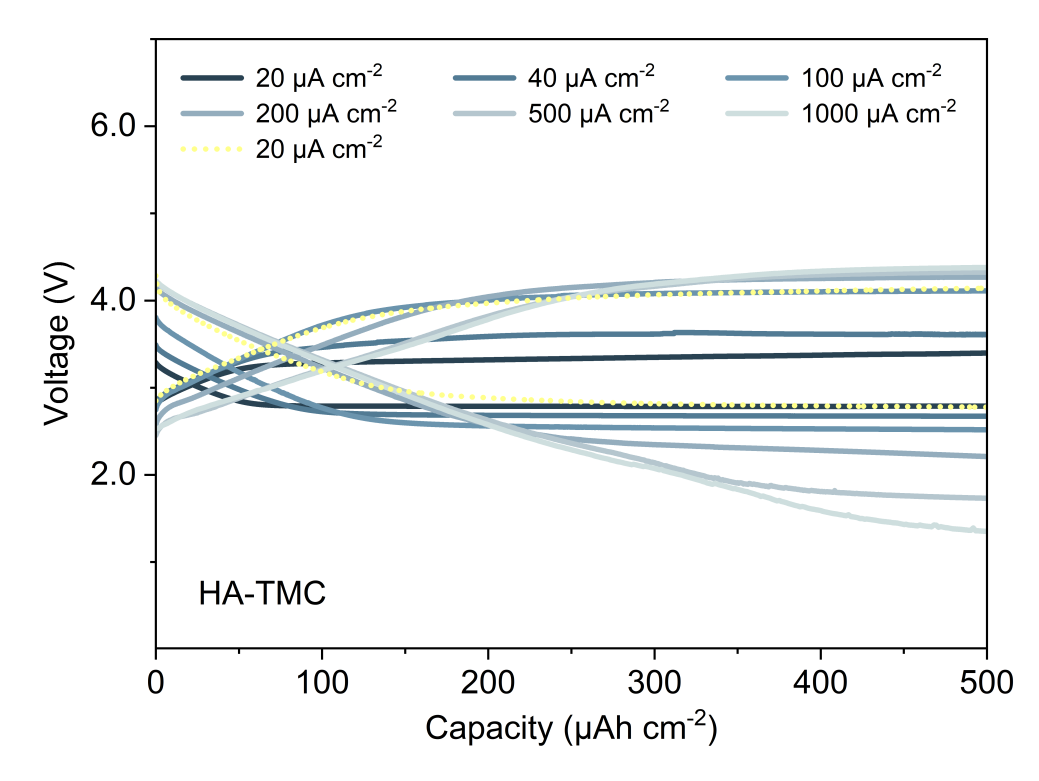 20 µA cm⁻² 40 µA cm⁻² 100 µA cm⁻²
200 µA cm⁻² 500 µA cm⁻² 1000 µA cm⁻²
20 µA cm⁻²
6.0
4.0
2.0
Voltage (V)
HA-TMC
0 100 200 300 400 500
Capacity (µAh cm⁻²)